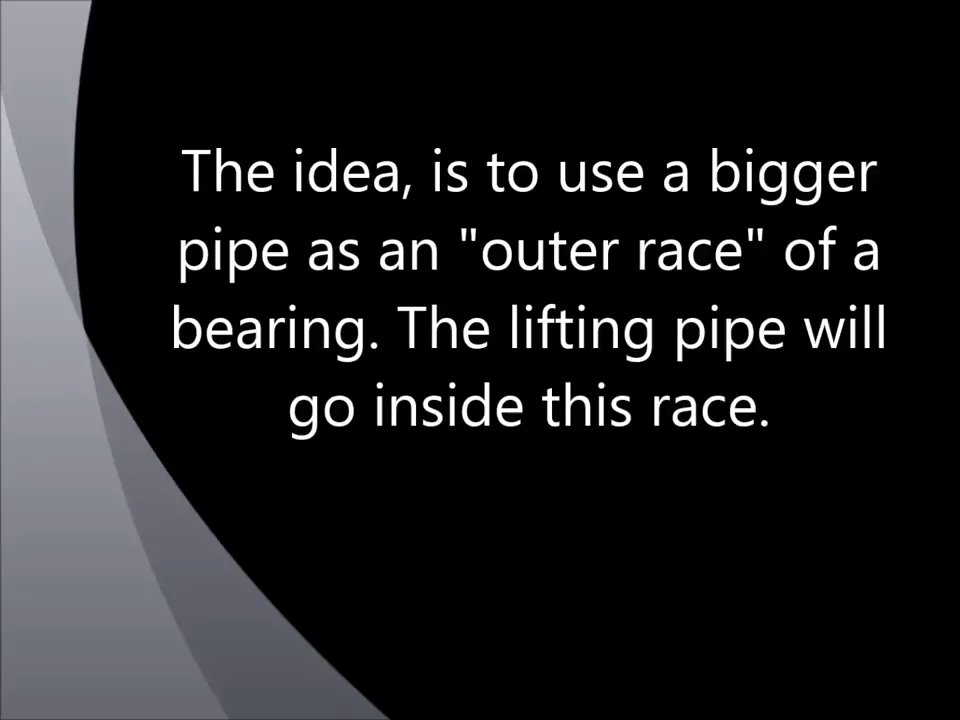 The idea, is to use a bigger
pipe as an "outer race" of a
bearing. The lifting pipe will
go inside this race.